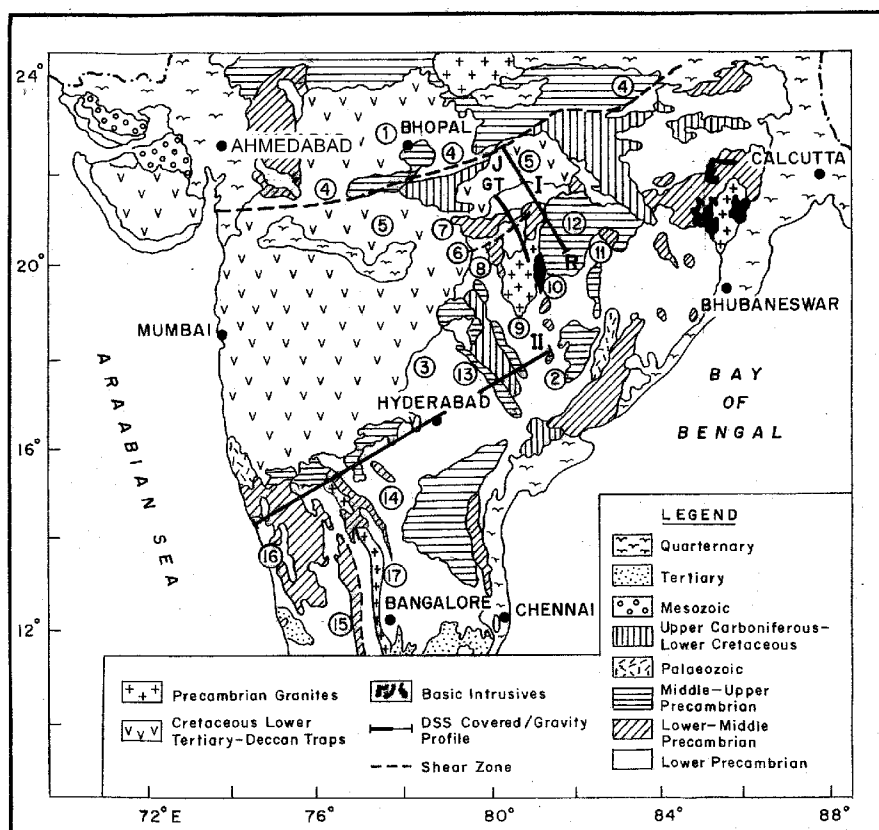 24°
④
①
BHOPAL
AHMEDABAD
④
J
⑤
CALCUTTA
④
GT
I
⑤
⑦
⑫
⑥
20°
⑧
R
⑪
⑩
BHUBANESWAR
MUMBAI
⑨
II
③
⑬
②
HYDERABAD
ARAABIAN SEA
BAY
OF
BENGAL
16°
⑭
⑯
⑰
BANGALORE
CHENNAI
⑮
12°
LEGEND
Quarternary
Tertiary
Mesozoic
Upper Carboniferous-
Lower Cretaceous
Palaeozoic
Middle-Upper
Precambrian
Lower-Middle
Precambrian
Lower Precambrian
Precambrian Granites
Cretaceous Lower
Tertiary-Deccan Traps
Basic Intrusives
DSS Covered/Gravity
Profile
Shear Zone
72°E
76°
80°
84°
88°